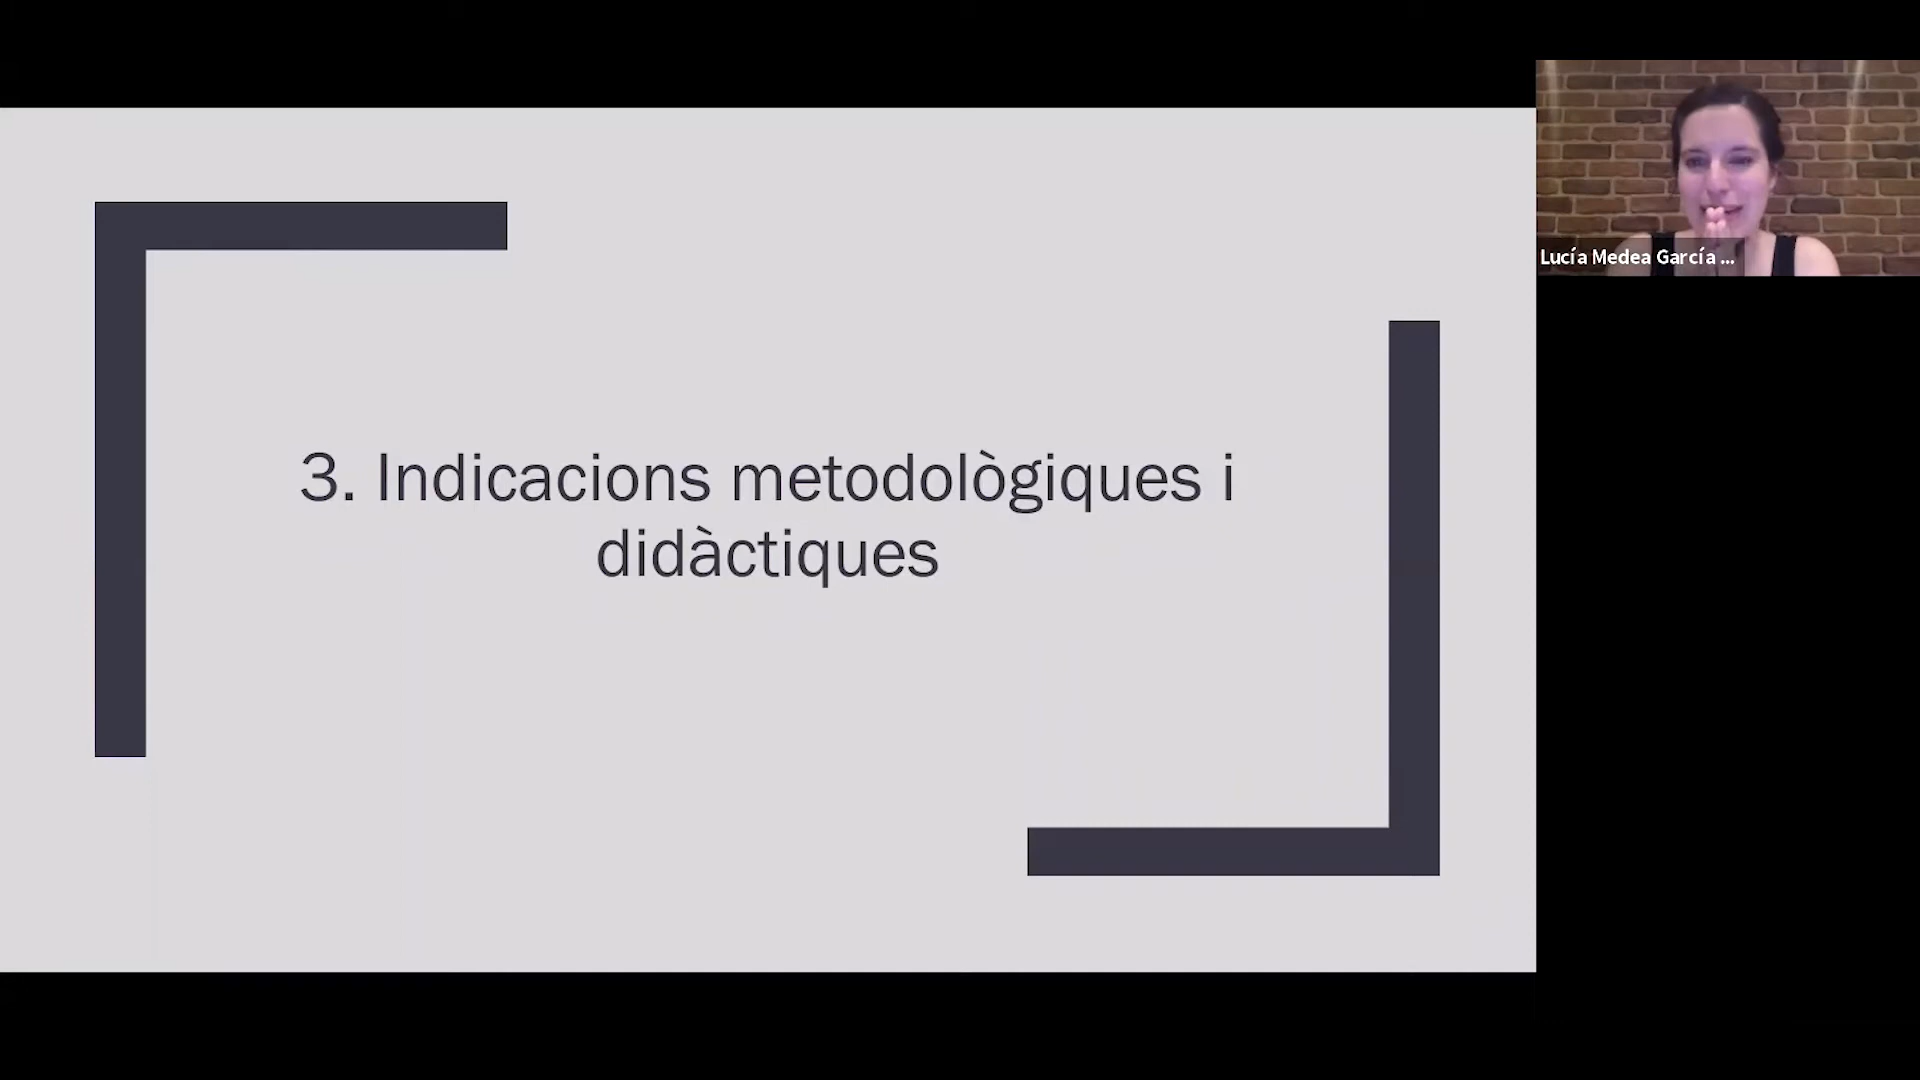 3. Indicacions metodològiques i
didàctiques
Lucía Medea García ...